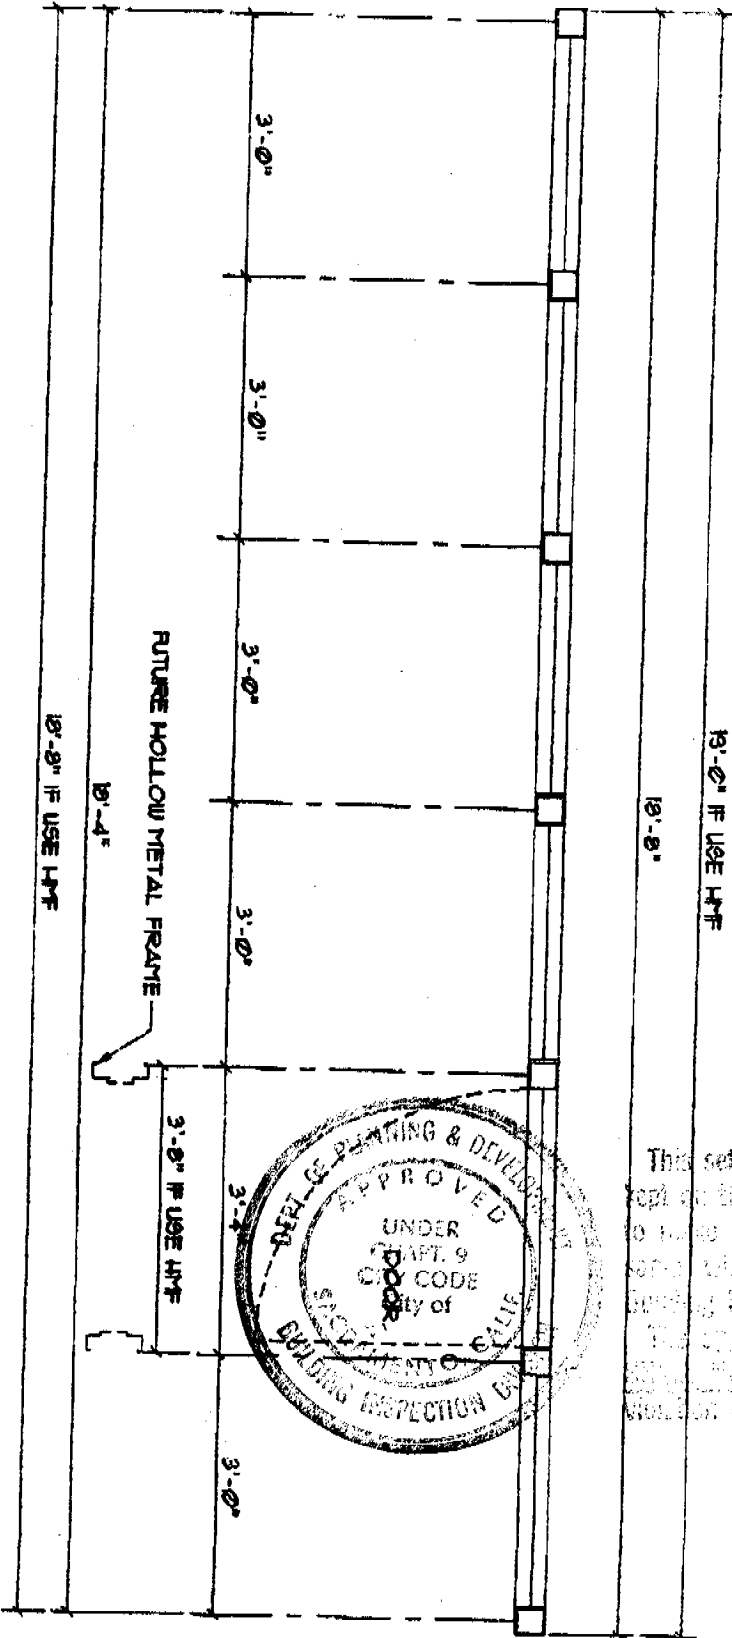 19'-0" IF USE HMF
18'-8"
3'-0"
3'-0"
3'-0"
3'-0"
3'-4"
3'-0"
3'-8" IF USE HMF
DOOR
FUTURE HOLLOW METAL FRAME
18'-4"
18'-8" IF USE HMF
DEPT. OF PLANNING & DEVELOPMENT
APPROVED
UNDER
CHAPT. 9
CITY CODE
City of
SACRAMENTO CALIF.
BUILDING INSPECTION
This set